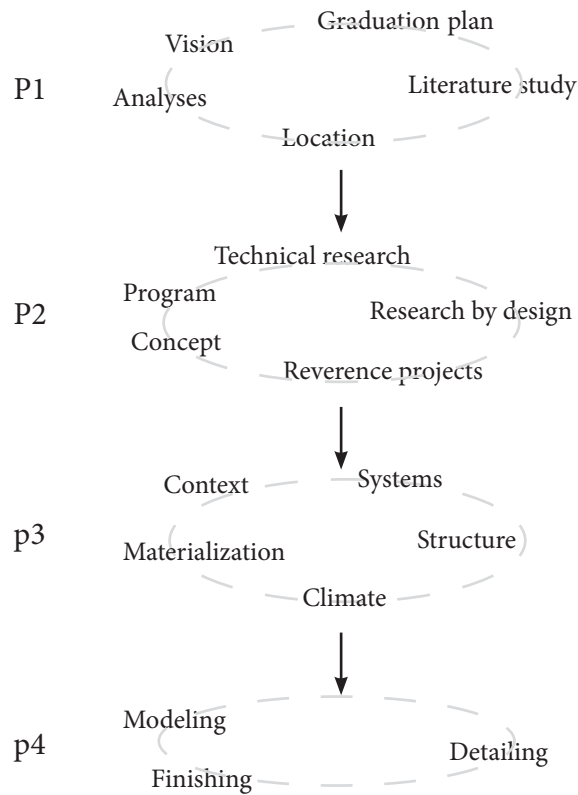 Graduation plan
Vision
P1
Literature study
Analyses
Location
Technical research
Program
P2
Research by design
Concept
Reverence projects
Context
Systems
p3
Structure
Materialization
Climate
Modeling
p4
Detailing
Finishing